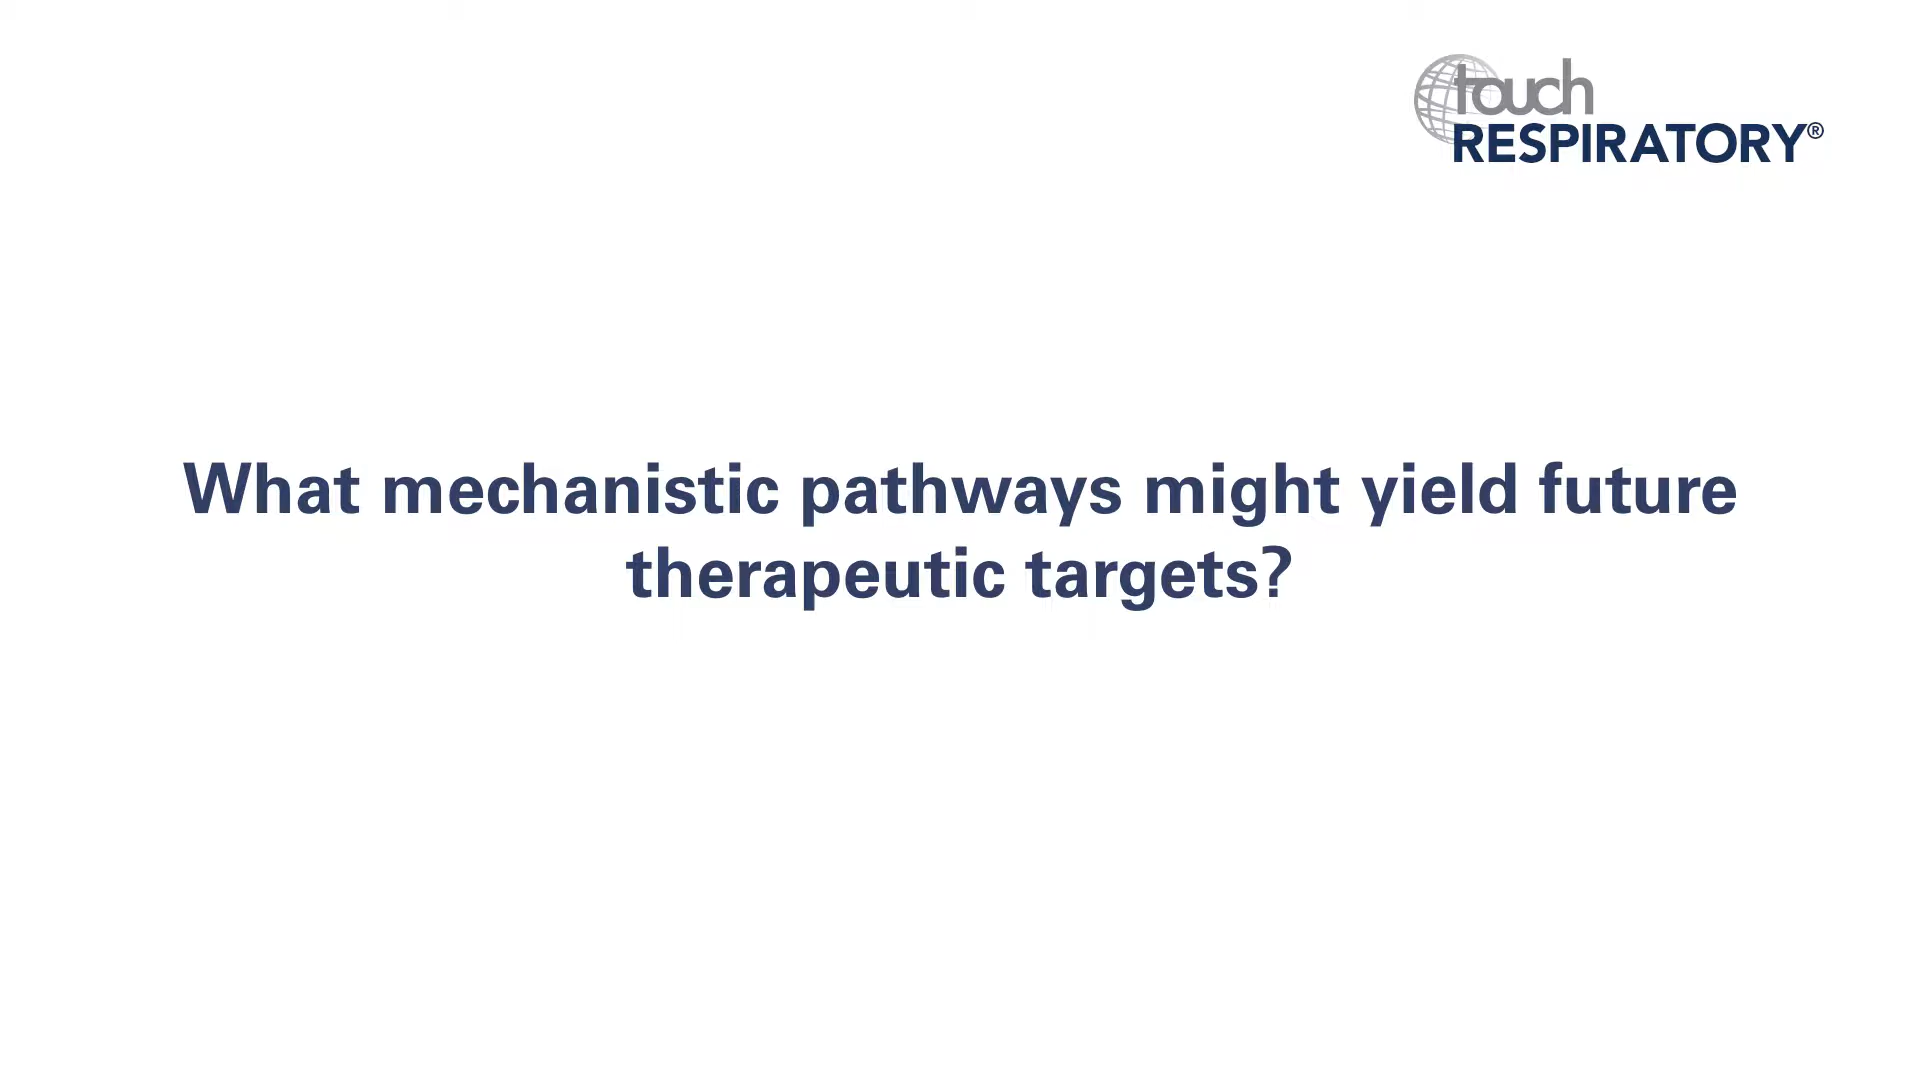 touch
RESPIRATORY®
What mechanistic pathways might yield future
therapeutic targets?